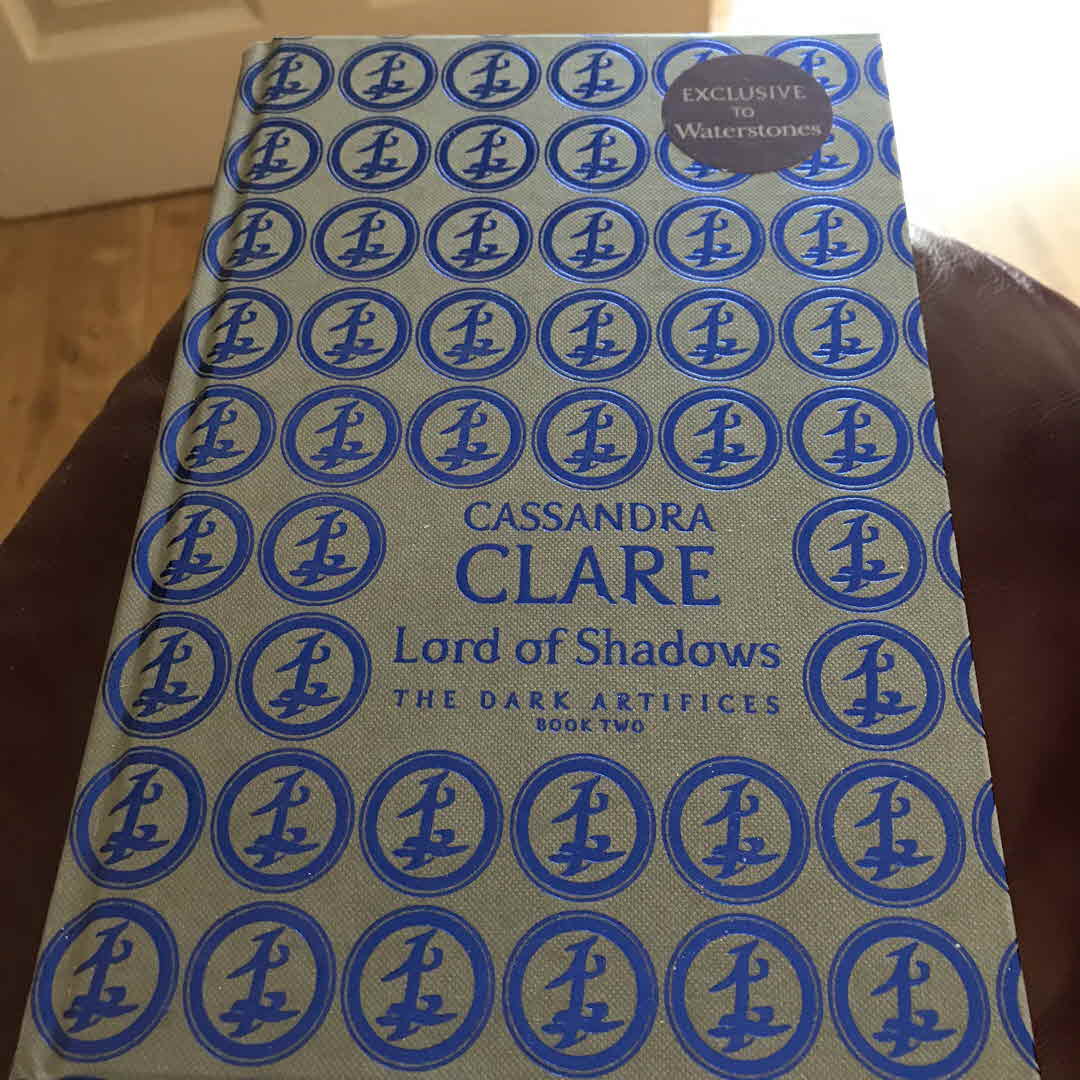 EXCLUSIVE
TO
Waterstones
CASSANDRA
CLARE
Lord of Shadows
THE DARK ARTIFICES
BOOK TWO